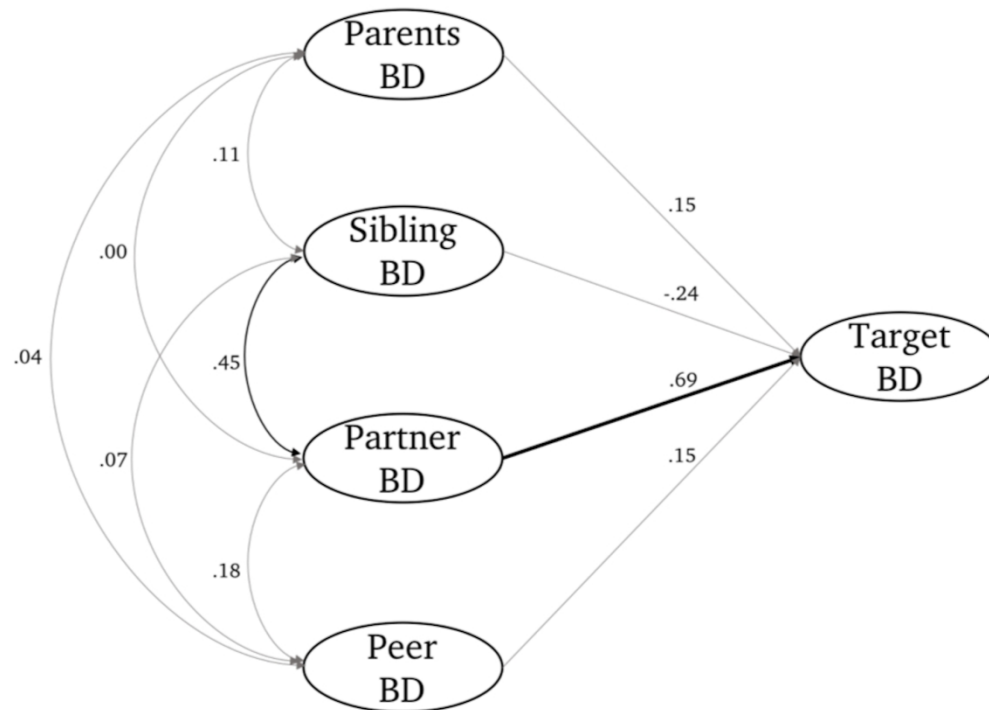 Parents
BD
.11
.15
Sibling
BD
.00
-.24
Target
BD
.04
.45
.69
Partner
BD
.07
.15
.18
Peer
BD